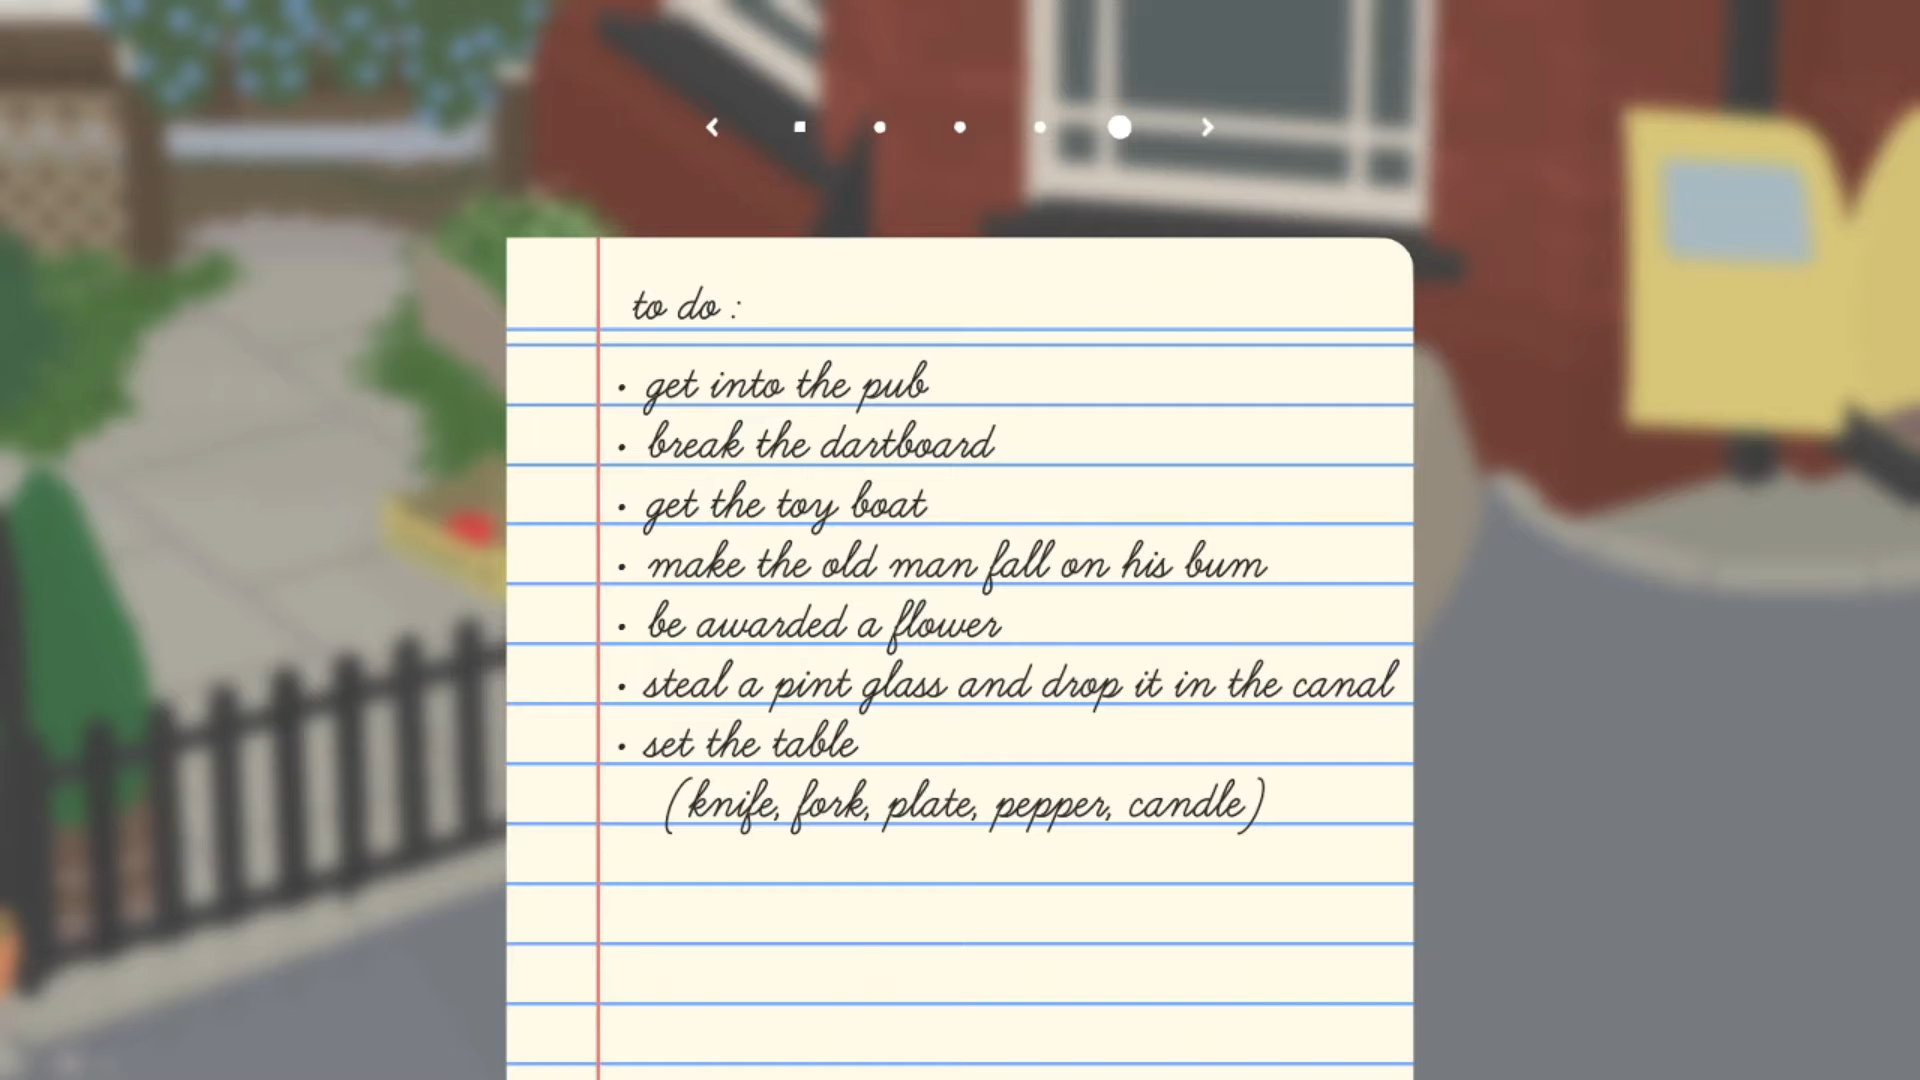 to do :
• get into the pub
• break the dartboard
• get the toy boat
• make the old man fall on his bum
• be awarded a flower
• steal a pint glass and drop it in the canal
• set the table
(knife, fork, plate, pepper, candle)